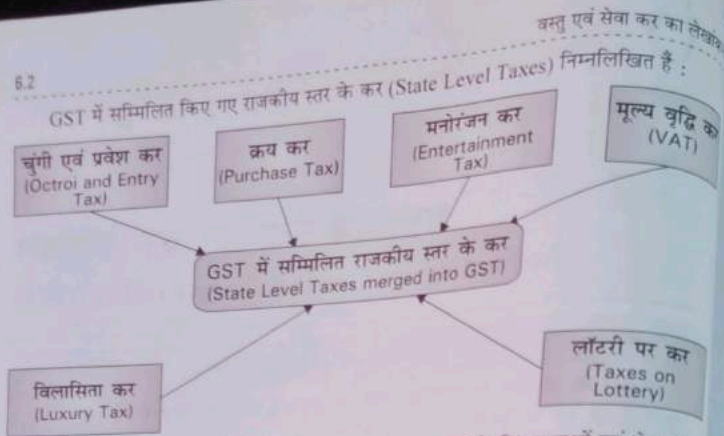 6.2
वस्तु एवं सेवा कर का
GST में सम्मिलित किए गए राजकीय स्तर के कर (State Level Taxes) निम्नलिखित हैं :
चुंगी एवं प्रवेश कर
(Octroi and Entry
Tax)
क्रय कर
(Purchase Tax)
मनोरंजन कर
(Entertainment
Tax)
मूल्य वृद्धि
(VAT)
GST में सम्मिलित राजकीय स्तर के कर
(State Level Taxes merged into GST)
विलासिता कर
(Luxury Tax)
लॉटरी पर कर
(Taxes on
Lottery)